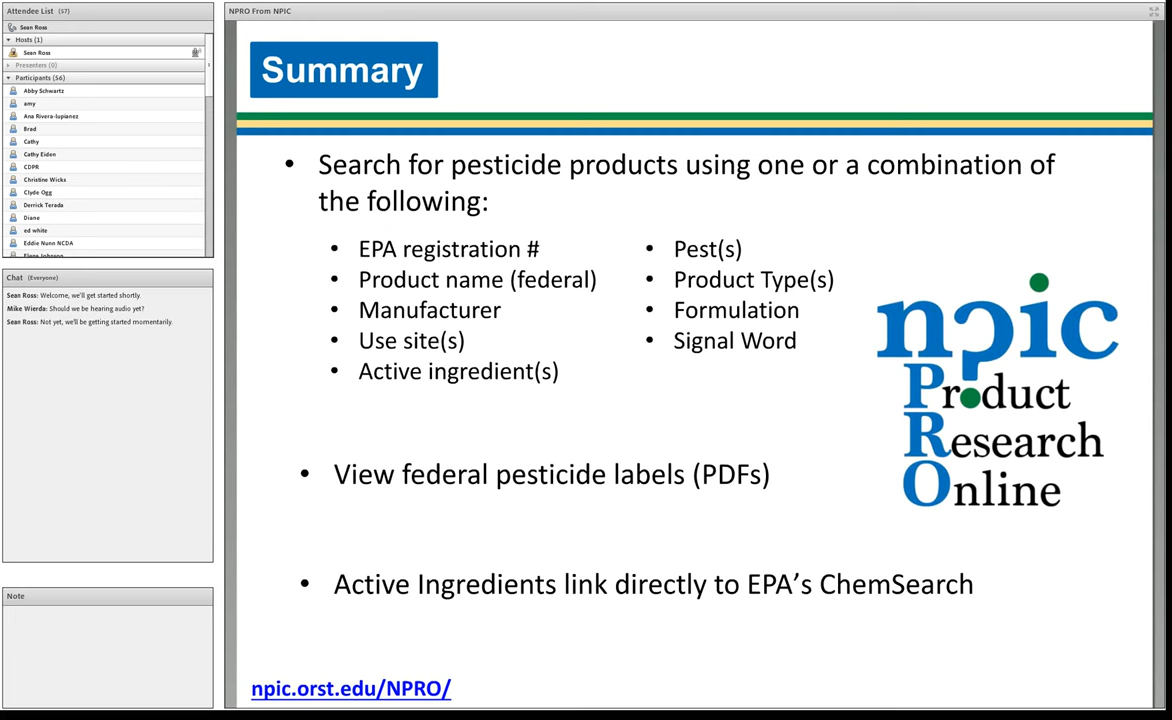 Attendee List (57)
Sean Ross
Hosts (1)
Sean Ross
Presenters (0)
Participants (56)
Abby Schwartz
amy
Ana Rivera-lupianez
Brad
Cathy
Cathy Eiden
CDPR
Christine Wicks
Clyde Ogg
Derrick Terada
Diane
ed white
Eddie Nunn NCDA
Chat (Everyone)
Sean Ross: Welcome, we'll get started shortly.
Mike Wierda: Should we be hearing audio yet?
Sean Ross: Not yet, we'll be getting started momentarily.
Note
NPRO From NPIC
Summary
• Search for pesticide products using one or a combination of
the following:
• EPA registration #
• Product name (federal)
• Manufacturer
• Use site(s)
• Active ingredient(s)
• Pest(s)
• Product Type(s)
• Formulation
• Signal Word
npic
Product
Research
Online
• View federal pesticide labels (PDFs)
• Active Ingredients link directly to EPA's ChemSearch
npic.orst.edu/NPRO/